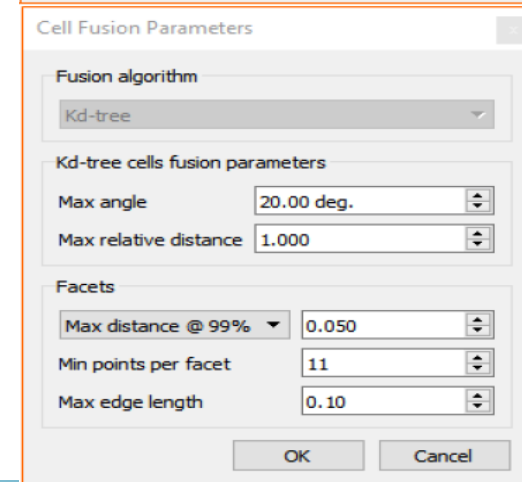 Cell Fusion Parameters
Fusion algorithm
Kd-tree
Kd-tree cells fusion parameters
Max angle 20.00 deg.
Max relative distance 1.000
Facets
Max distance @ 99% 0.050
Min points per facet 11
Max edge length 0.10
OK Cancel